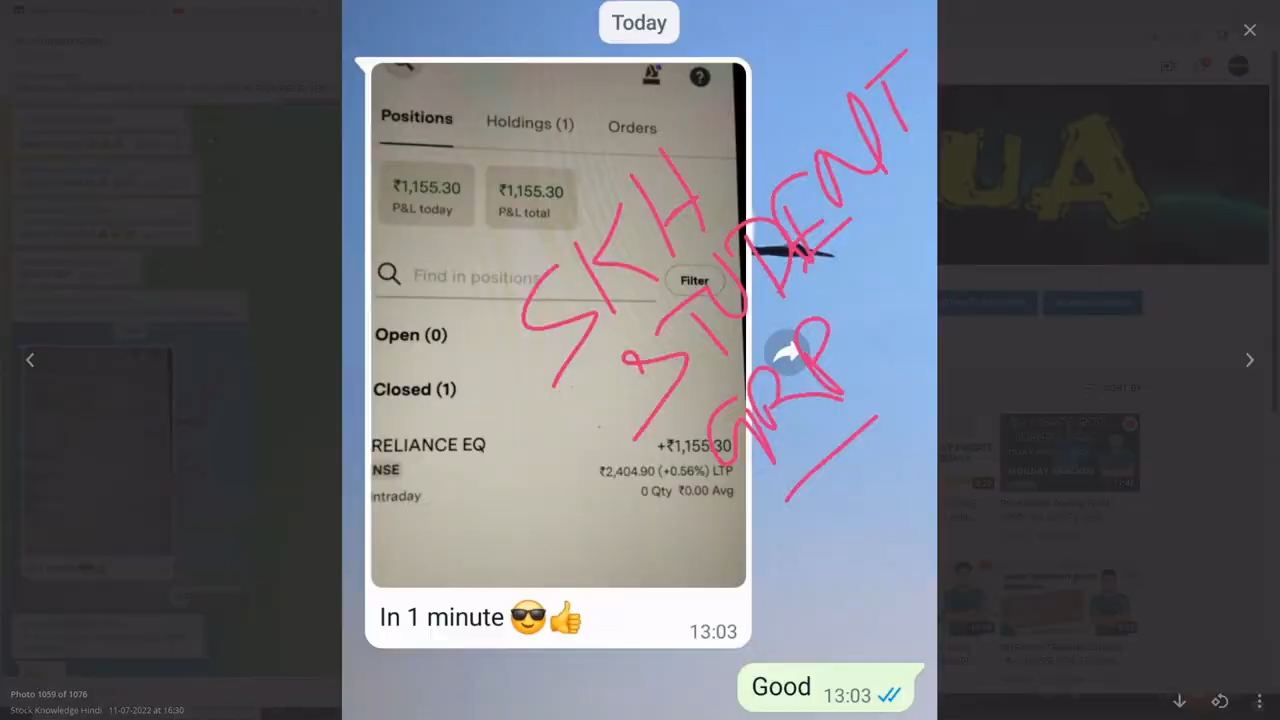 Today
Positions
Holdings (1)
Orders
₹1,155.30
P&L today
₹1,155.30
P&L total
Find in positions
Filter
Open (0)
Closed (1)
RELIANCE EQ
+₹1,155.30
NSE
₹2,404.90 (+0.56%) LTP
Intraday
0 Qty ₹0.00 Avg
SKH
STUDENT
GRP
In 1 minute 😎👍
13:03
Good 13:03
Photo 1059 of 1076
Stock Knowledge Hindi 11-07-2022 at 16:30
SORT BY